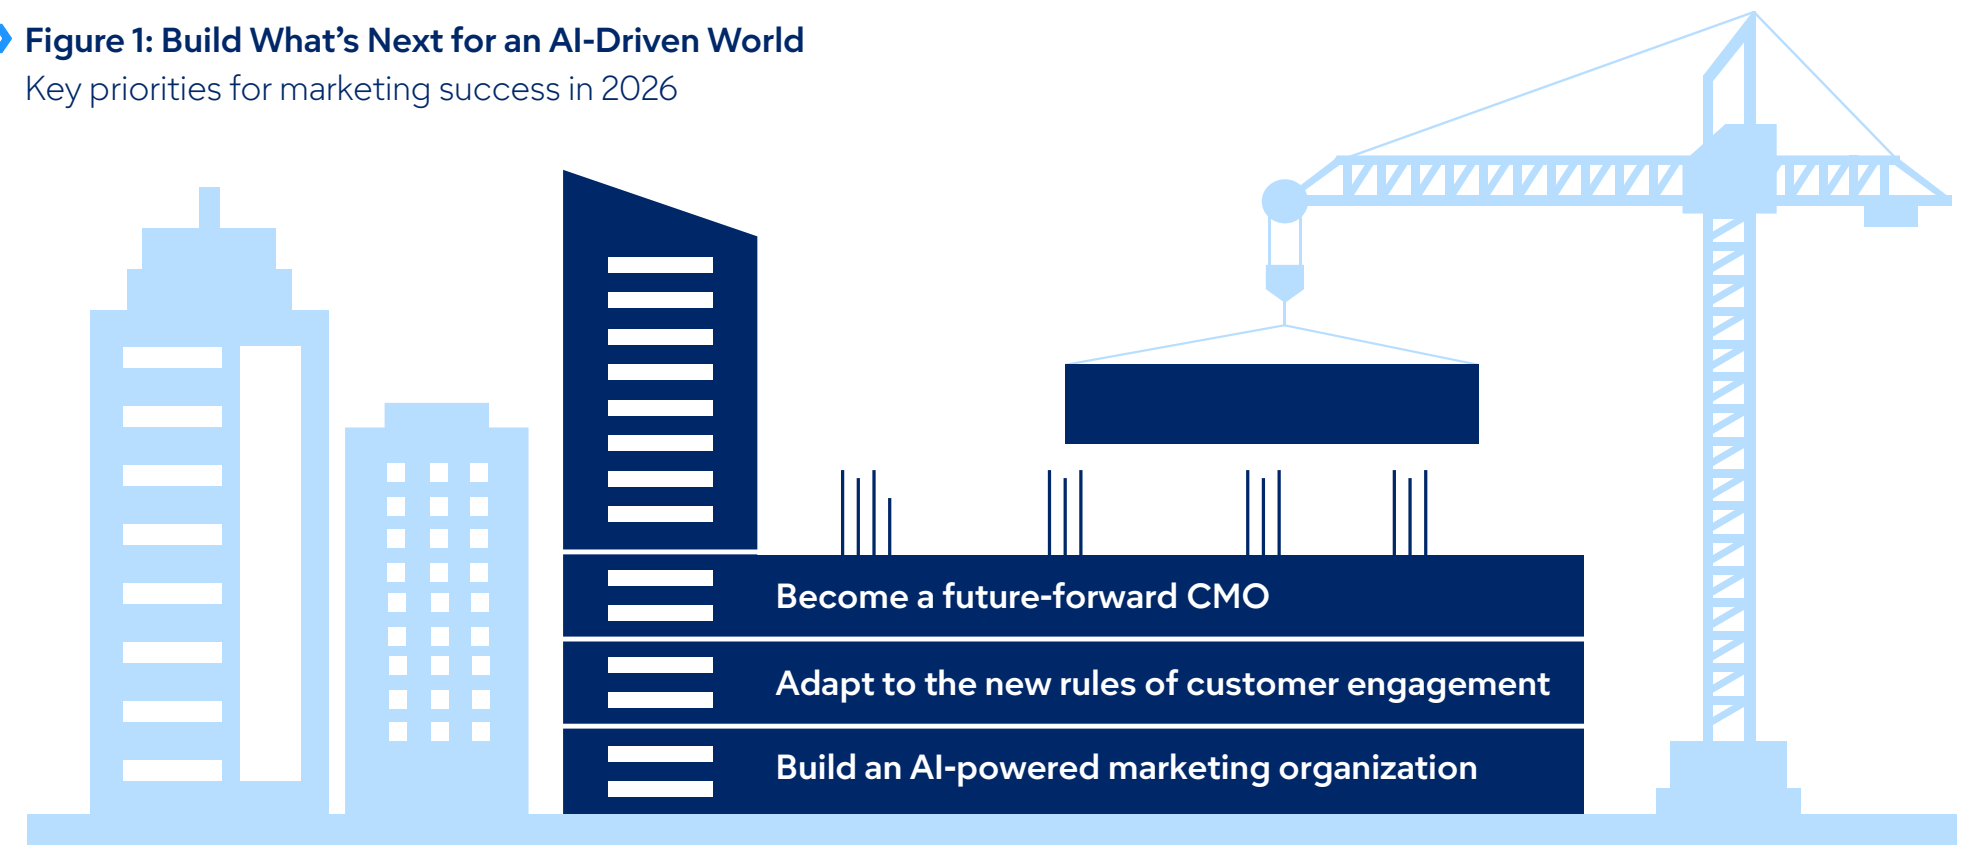 Figure 1: Build What’s Next for an AI-Driven World
Key priorities for marketing success in 2026
Become a future-forward CMO
Adapt to the new rules of customer engagement
Build an AI-powered marketing organization